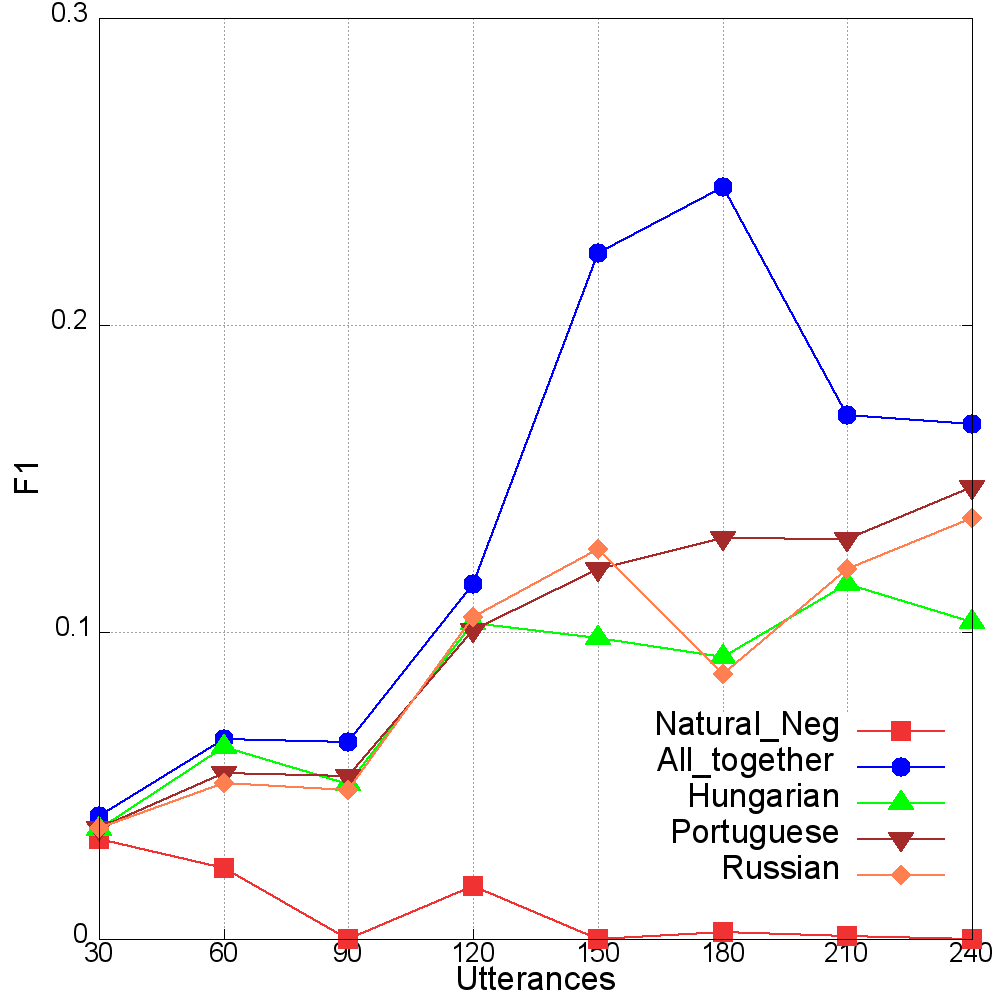 0.3
0.2
0.1
0
F1
30 60 90 120 150 180 210 240
Utterances
Natural_Neg
All_together
Hungarian
Portuguese
Russian